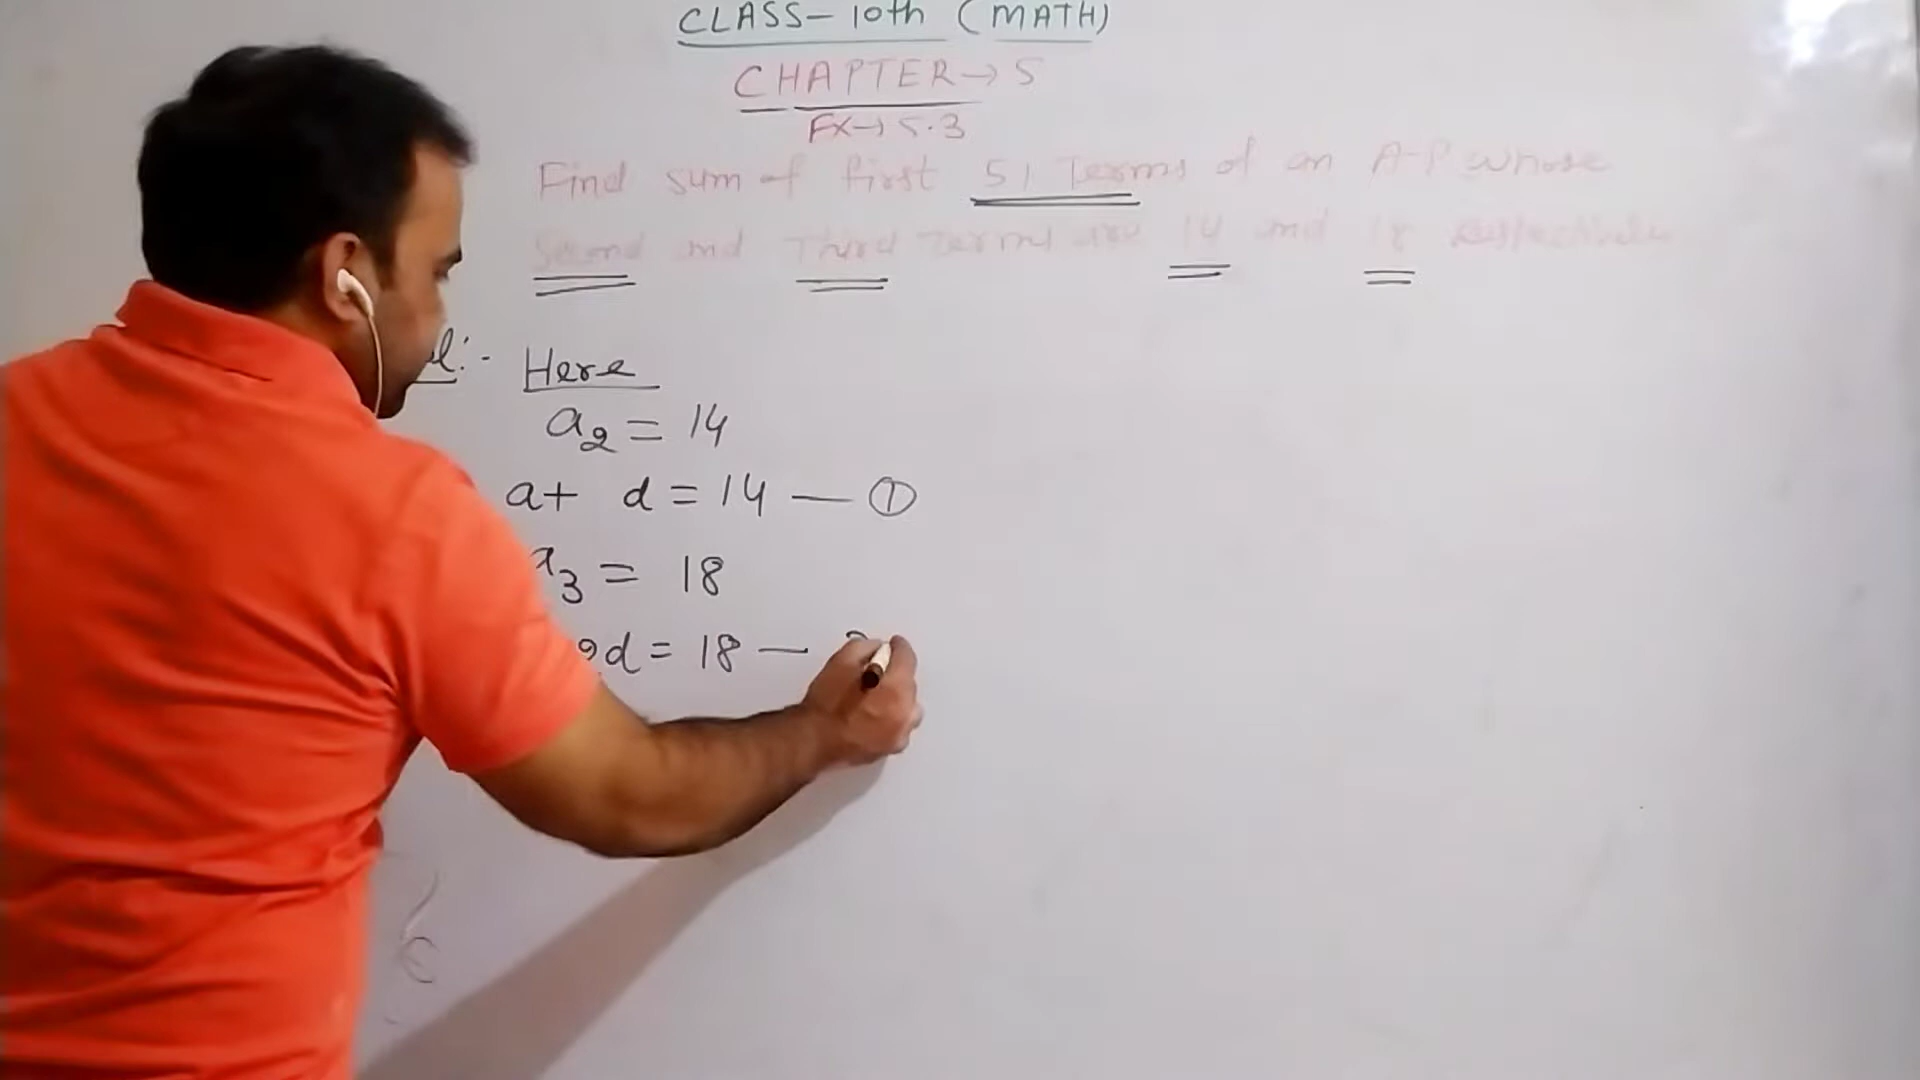 CLASS- 10th (MATH)
CHAPTER→ 5
EX→ 5.3
Find sum of first 51 Terms of an A-P whose
Second and Third Terms are 14 and 18 respectively
Here
a₂ = 14
a+ d = 14 — ①
a₃ = 18
2d = 18 —